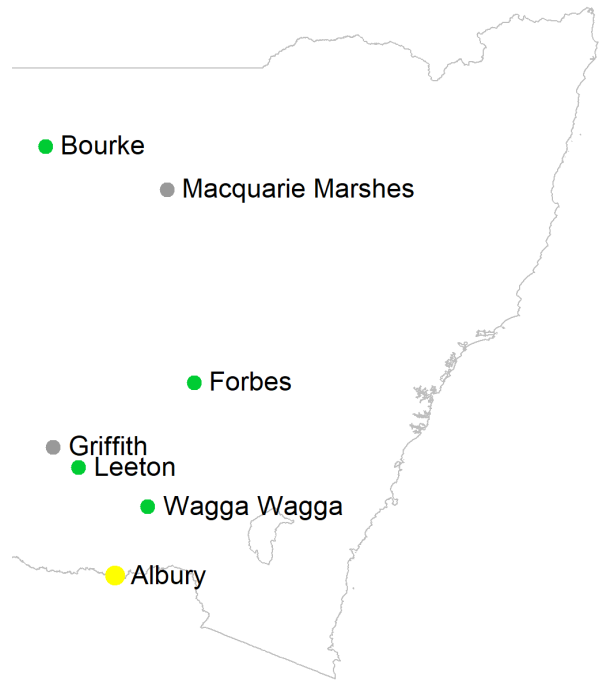 Bourke
Macquarie Marshes
Forbes
Griffith
Leeton
Wagga Wagga
Albury